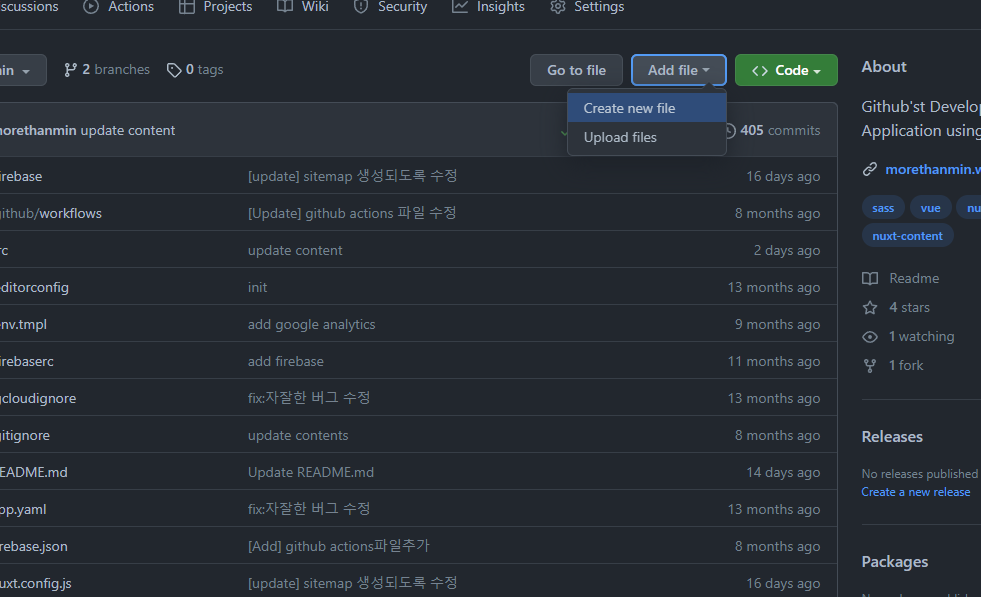 scussions Actions Projects Wiki Security Insights Settings
in 2 branches 0 tags Go to file Add file Code
Create new file
Upload files
morethanmin update content 405 commits
irebase [update] sitemap 생성되도록 수정 16 days ago
github/workflows [Update] github actions 파일 수정 8 months ago
rc update content 2 days ago
ditorconfig init 13 months ago
nv.tmpl add google analytics 9 months ago
irebaserc add firebase 11 months ago
gcloudignore fix:자잘한 버그 수정 13 months ago
gitignore update contents 8 months ago
EADME.md Update README.md 14 days ago
pp.yaml fix:자잘한 버그 수정 13 months ago
rebase.json [Add] github actions파일추가 8 months ago
uxt.config.js [update] sitemap 생성되도록 수정 16 days ago
About
Github'st Develop
Application using
morethanmin.w
sass vue nu
nuxt-content
Readme
4 stars
1 watching
1 fork
Releases
No releases published
Create a new release
Packages